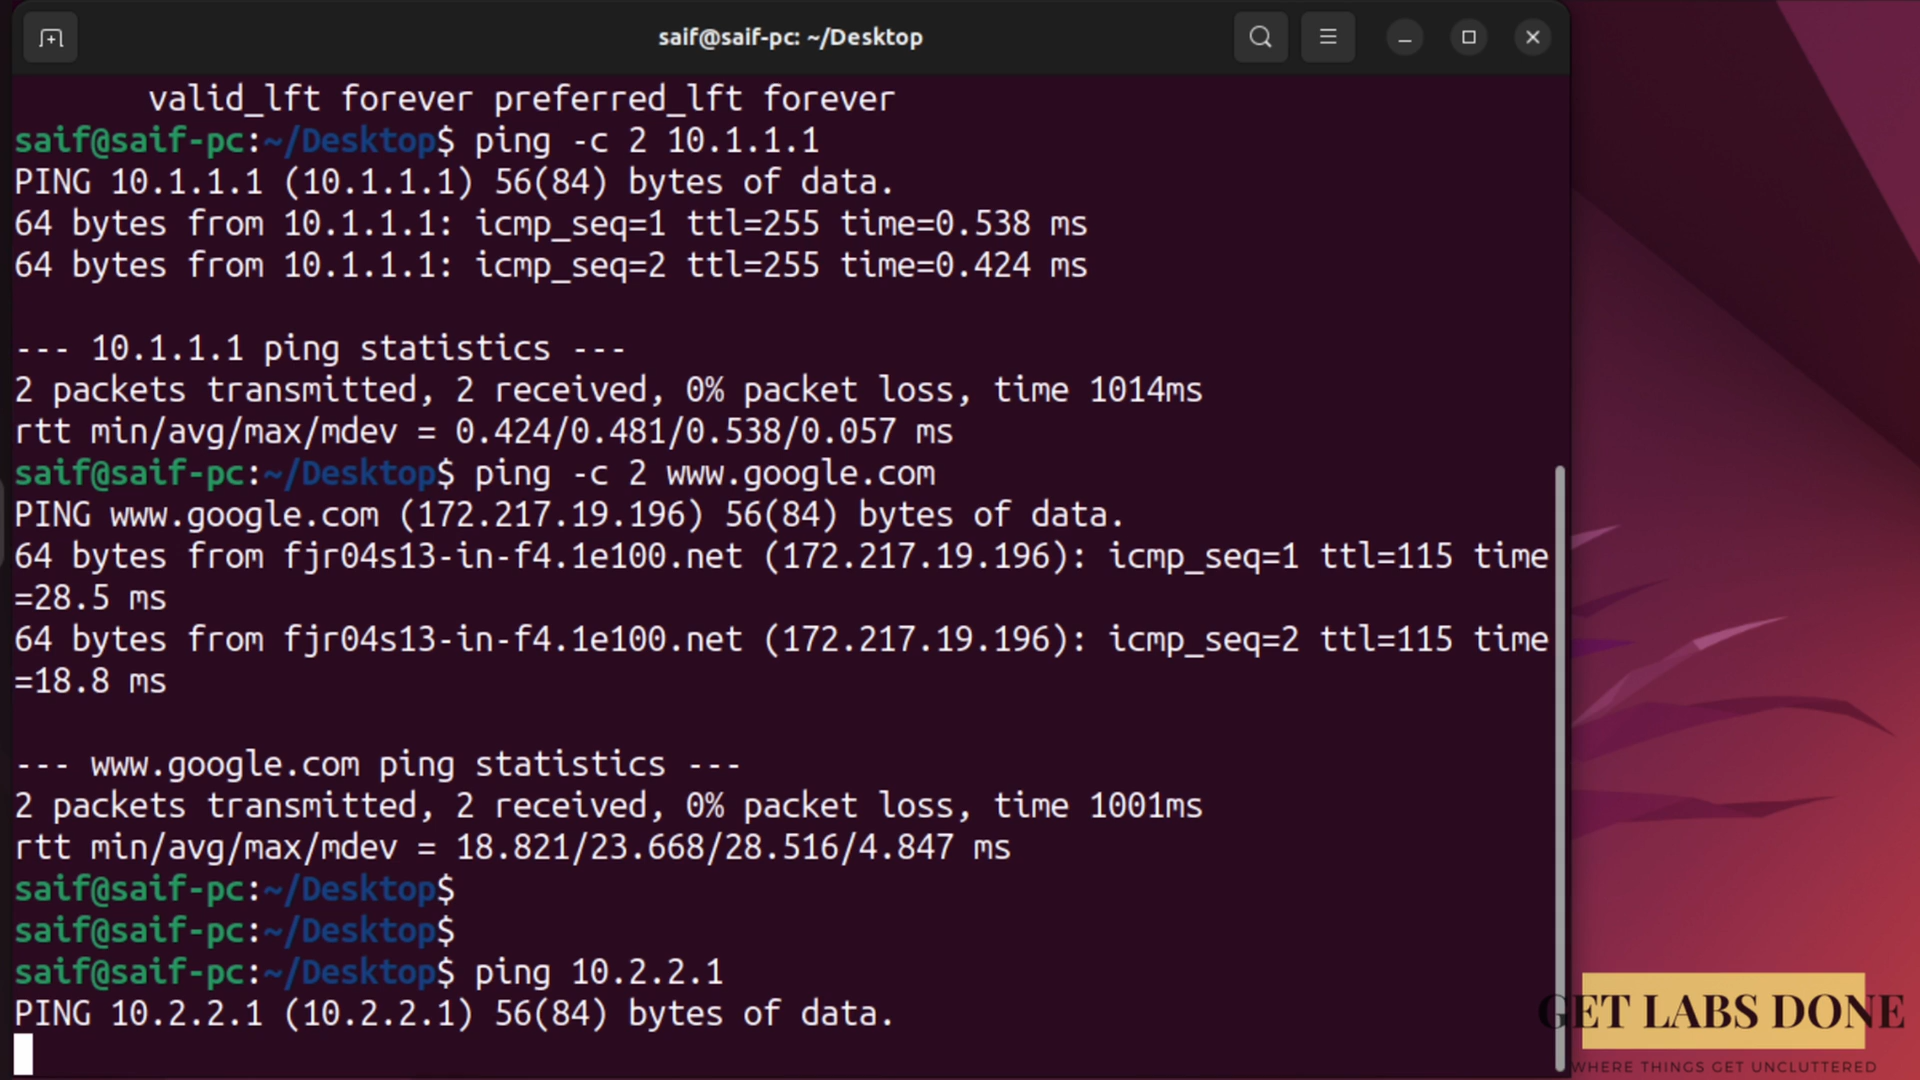 saif@saif-pc: ~/Desktop
valid_lft forever preferred_lft forever
saif@saif-pc:~/Desktop$ ping -c 2 10.1.1.1
PING 10.1.1.1 (10.1.1.1) 56(84) bytes of data.
64 bytes from 10.1.1.1: icmp_seq=1 ttl=255 time=0.538 ms
64 bytes from 10.1.1.1: icmp_seq=2 ttl=255 time=0.424 ms
--- 10.1.1.1 ping statistics ---
2 packets transmitted, 2 received, 0% packet loss, time 1014ms
rtt min/avg/max/mdev = 0.424/0.481/0.538/0.057 ms
saif@saif-pc:~/Desktop$ ping -c 2 www.google.com
PING www.google.com (172.217.19.196) 56(84) bytes of data.
64 bytes from fjr04s13-in-f4.1e100.net (172.217.19.196): icmp_seq=1 ttl=115 time
=28.5 ms
64 bytes from fjr04s13-in-f4.1e100.net (172.217.19.196): icmp_seq=2 ttl=115 time
=18.8 ms
--- www.google.com ping statistics ---
2 packets transmitted, 2 received, 0% packet loss, time 1001ms
rtt min/avg/max/mdev = 18.821/23.668/28.516/4.847 ms
saif@saif-pc:~/Desktop$
saif@saif-pc:~/Desktop$
saif@saif-pc:~/Desktop$ ping 10.2.2.1
PING 10.2.2.1 (10.2.2.1) 56(84) bytes of data.
GET LABS DONE
WHERE THINGS GET UNCLUTTERED